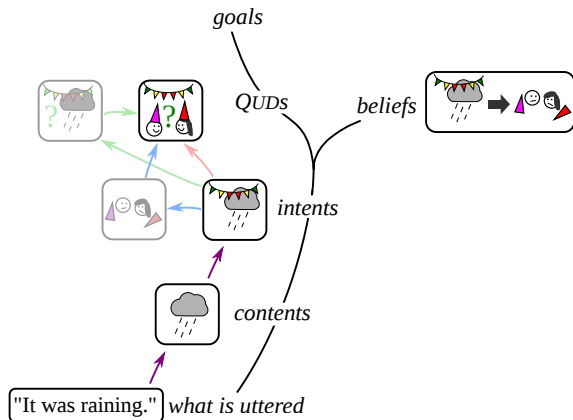 goals
?
?
QUDs
beliefs
intents
contents
"It was raining."
what is uttered